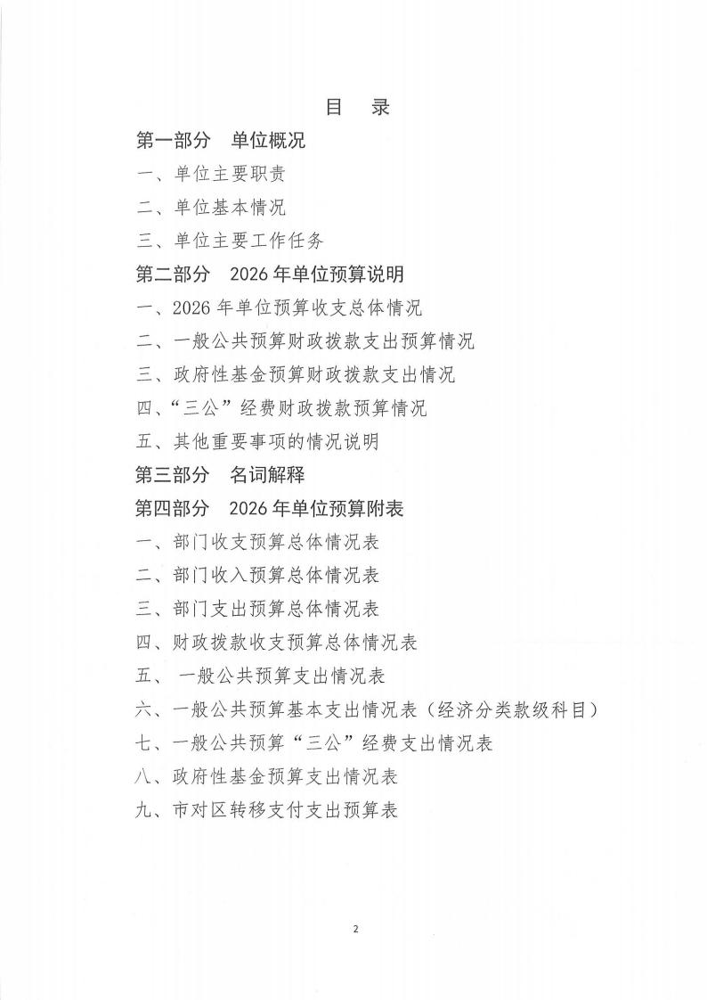 目 录
第一部分 单位概况
一、单位主要职责
二、单位基本情况
三、单位主要工作任务
第二部分 2026 年单位预算说明
一、2026 年单位预算收支总体情况
二、一般公共预算财政拨款支出预算情况
三、政府性基金预算财政拨款支出情况
四、“三公”经费财政拨款预算情况
五、其他重要事项的情况说明
第三部分 名词解释
第四部分 2026 年单位预算附表
一、部门收支预算总体情况表
二、部门收入预算总体情况表
三、部门支出预算总体情况表
四、财政拨款收支预算总体情况表
五、 一般公共预算支出情况表
六、一般公共预算基本支出情况表（经济分类款级科目）
七、一般公共预算“三公”经费支出情况表
八、政府性基金预算支出情况表
九、市对区转移支付支出预算表
2